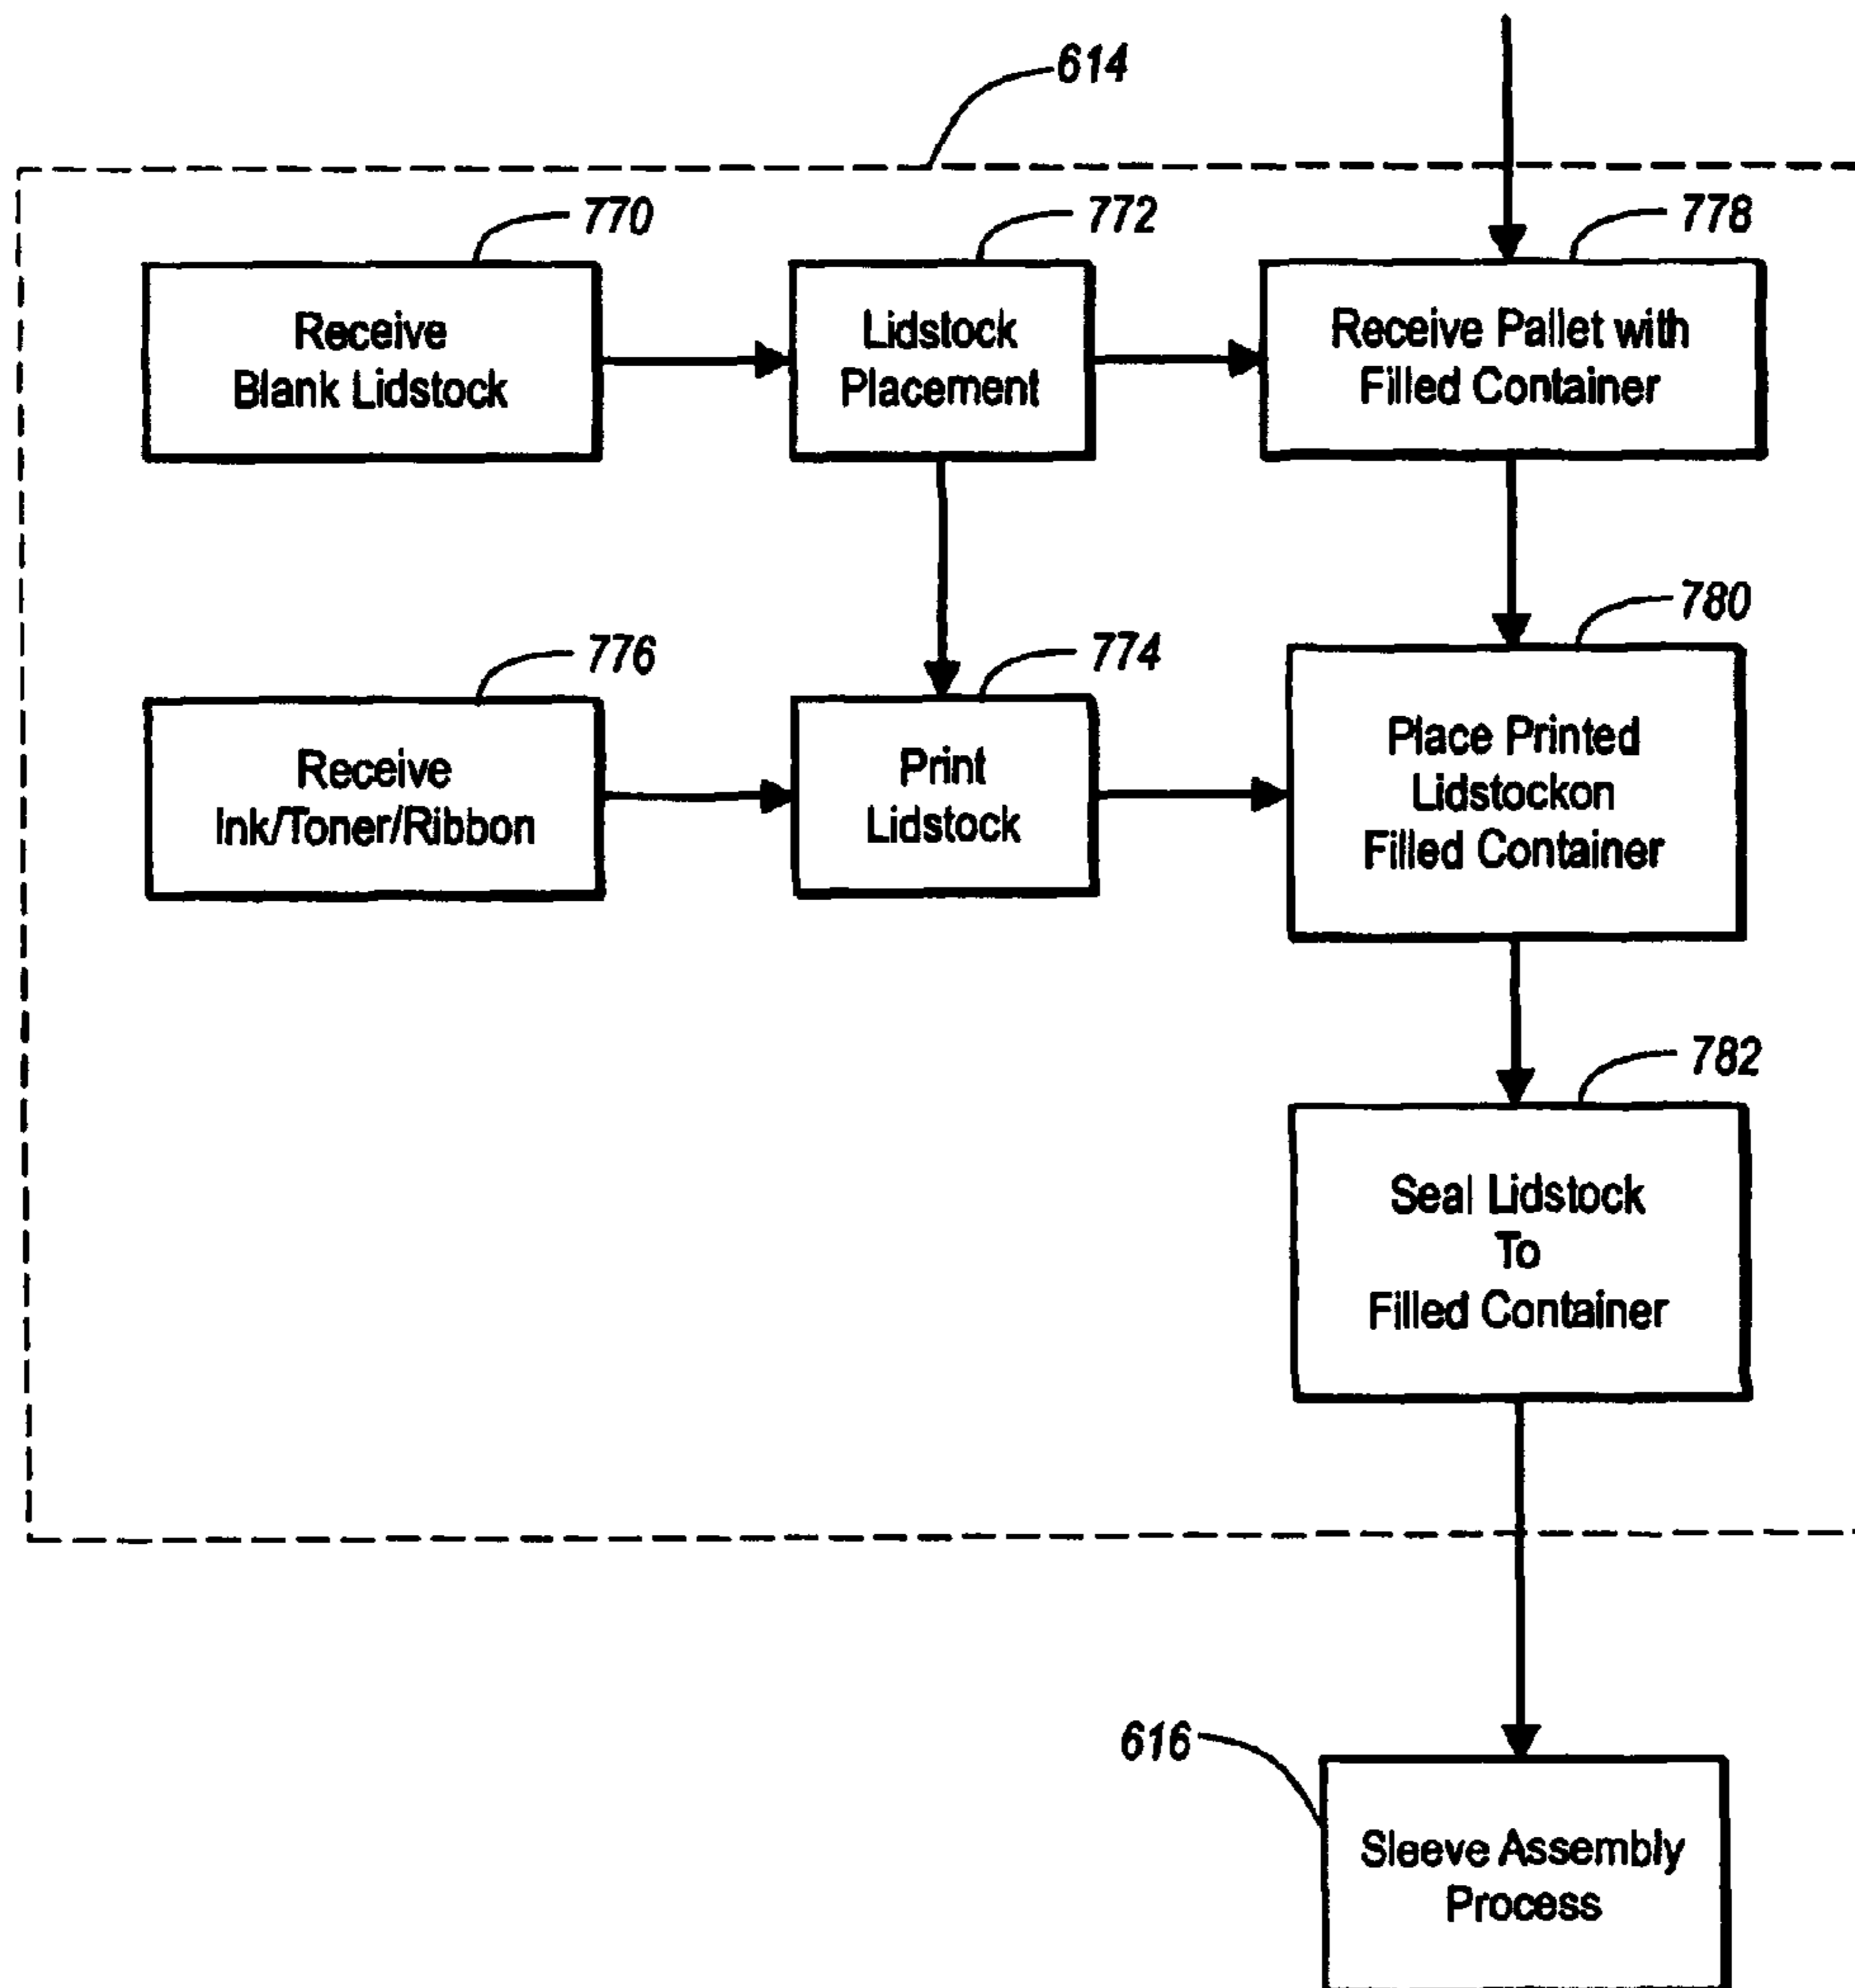 614
770
772
778
Receive
Blank Lidstock
Lidstock
Placement
Receive Pallet with
Filled Container
776
774
780
Receive
Ink/Toner/Ribbon
Print
Lidstock
Place Printed
Lidstockon
Filled Container
782
Seal Lidstock
To
Filled Container
616
Sleeve Assembly
Process